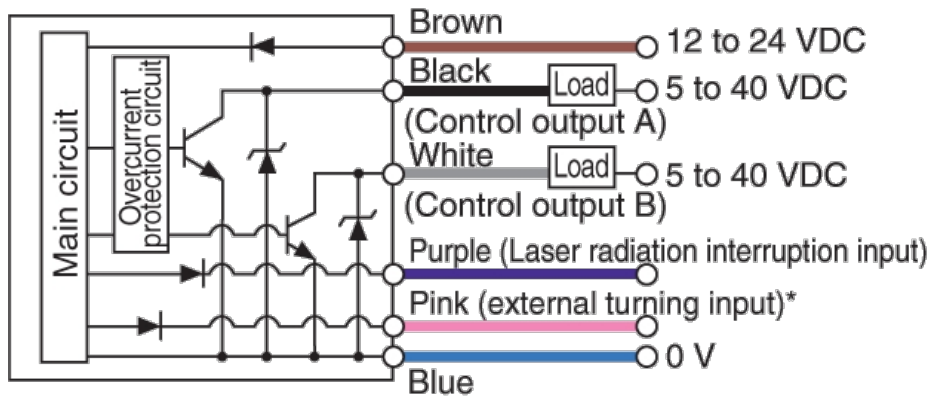 Brown
12 to 24 VDC
Black
Load
5 to 40 VDC
(Control output A)
White
Load
5 to 40 VDC
(Control output B)
Purple (Laser radiation interruption input)
Pink (external turning input)*
0 V
Blue
Main circuit
Overcurrent
protection circuit